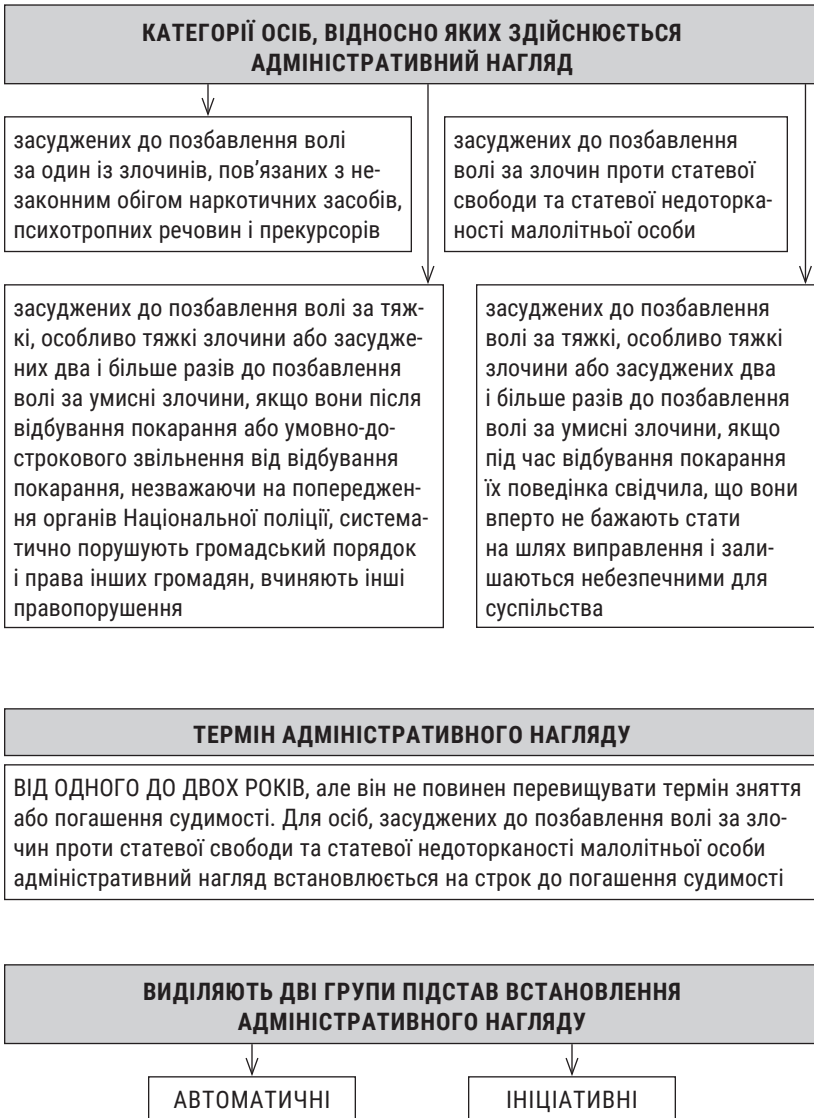 КАТЕГОРІЇ ОСІБ, ВІДНОСНО ЯКИХ ЗДІЙСНЮЄТЬСЯ
АДМІНІСТРАТИВНИЙ НАГЛЯД
засуджених до позбавлення волі
за один із злочинів, пов’язаних з не-
законним обігом наркотичних засобів,
психотропних речовин і прекурсорів
засуджених до позбавлення
волі за злочин проти статевої
свободи та статевої недоторка-
ності малолітньої особи
засуджених до позбавлення волі за тяж-
кі, особливо тяжкі злочини або засудже-
них два і більше разів до позбавлення
волі за умисні злочини, якщо вони після
відбування покарання або умовно-до-
строкового звільнення від відбування
покарання, незважаючи на попереджен-
ня органів Національної поліції, система-
тично порушують громадський порядок
і права інших громадян, вчиняють інші
правопорушення
засуджених до позбавлення
волі за тяжкі, особливо тяжкі
злочини або засуджених два
і більше разів до позбавлення
волі за умисні злочини, якщо
під час відбування покарання
їх поведінка свідчила, що вони
вперто не бажають стати
на шлях виправлення і зали-
шаються небезпечними для
суспільства
ТЕРМІН АДМІНІСТРАТИВНОГО НАГЛЯДУ
ВІД ОДНОГО ДО ДВОХ РОКІВ, але він не повинен перевищувати термін зняття
або погашення судимості. Для осіб, засуджених до позбавлення волі за зло-
чин проти статевої свободи та статевої недоторканості малолітньої особи
адміністративний нагляд встановлюється на строк до погашення судимості
ВИДІЛЯЮТЬ ДВІ ГРУПИ ПІДСТАВ ВСТАНОВЛЕННЯ
АДМІНІСТРАТИВНОГО НАГЛЯДУ
АВТОМАТИЧНІ
ІНІЦІАТИВНІ